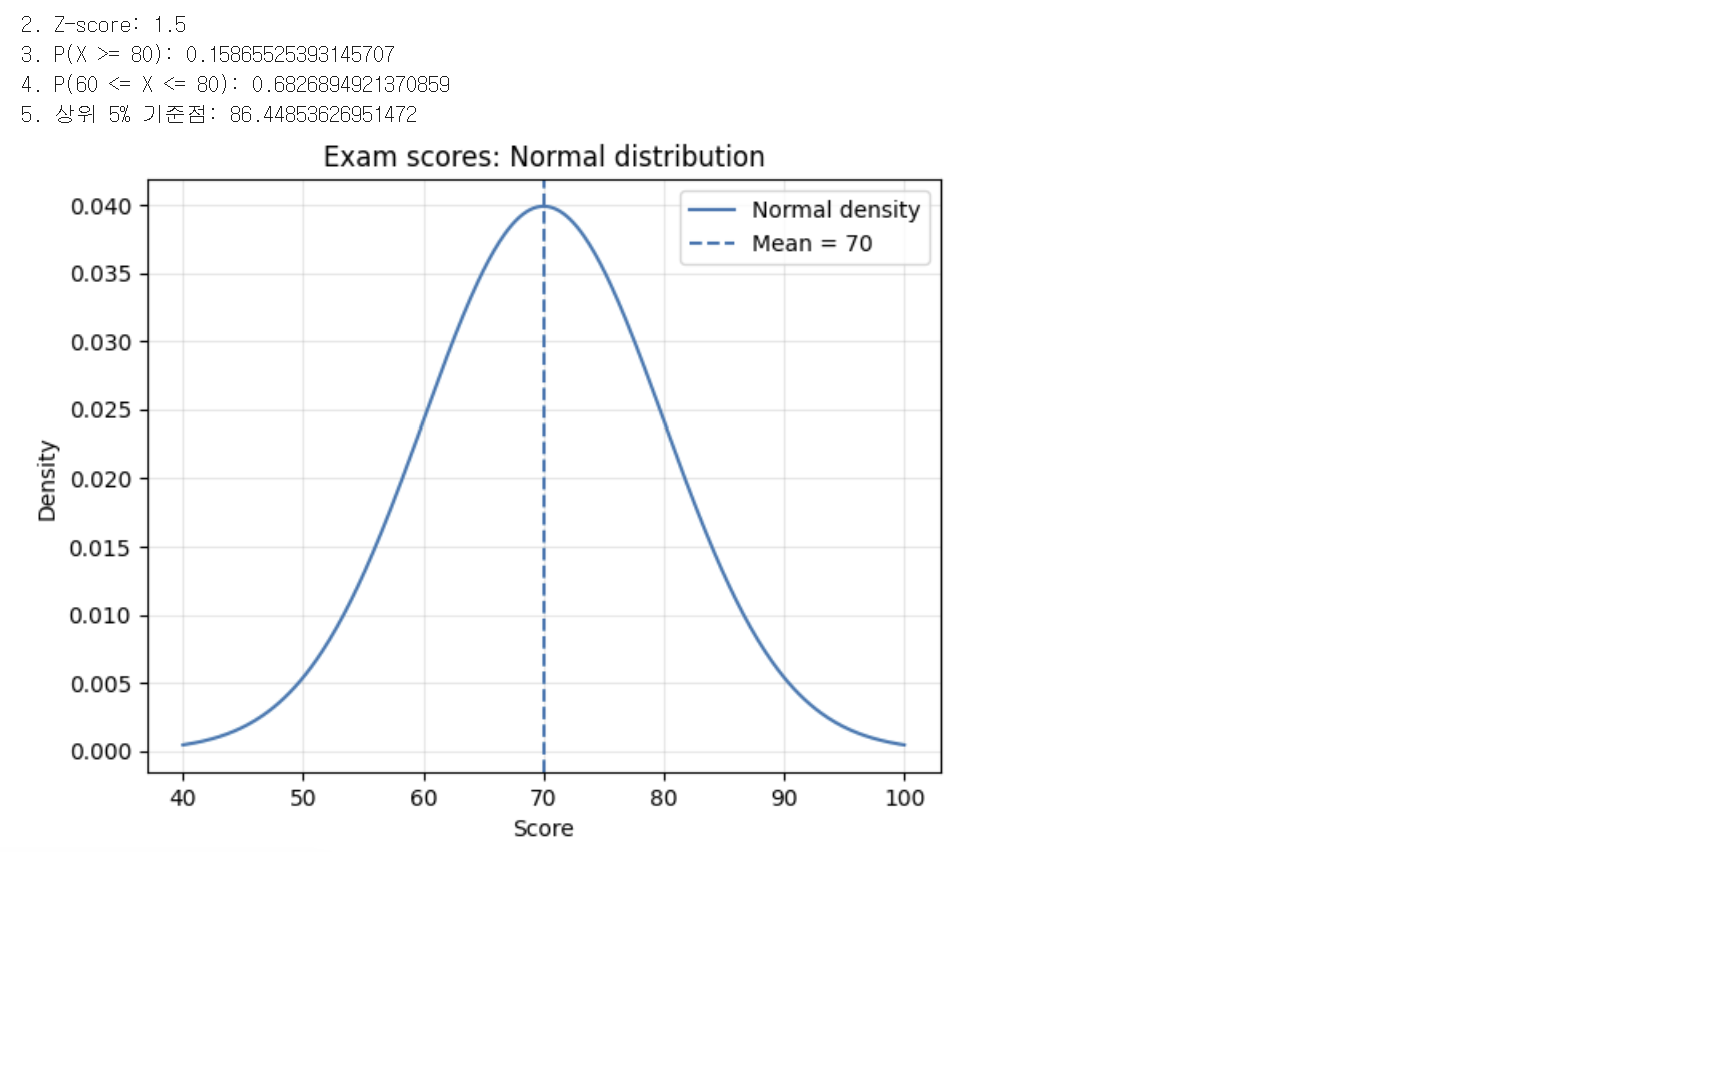 2. Z-score: 1.5
3. P(X >= 80): 0.15865525393145707
4. P(60 <= X <= 80): 0.6826894921370859
5. 상위 5% 기준점: 86.44853626951472
Exam scores: Normal distribution
Normal density
Mean = 70
0.040
0.035
0.030
0.025
0.020
0.015
0.010
0.005
0.000
Density
40 50 60 70 80 90 100
Score